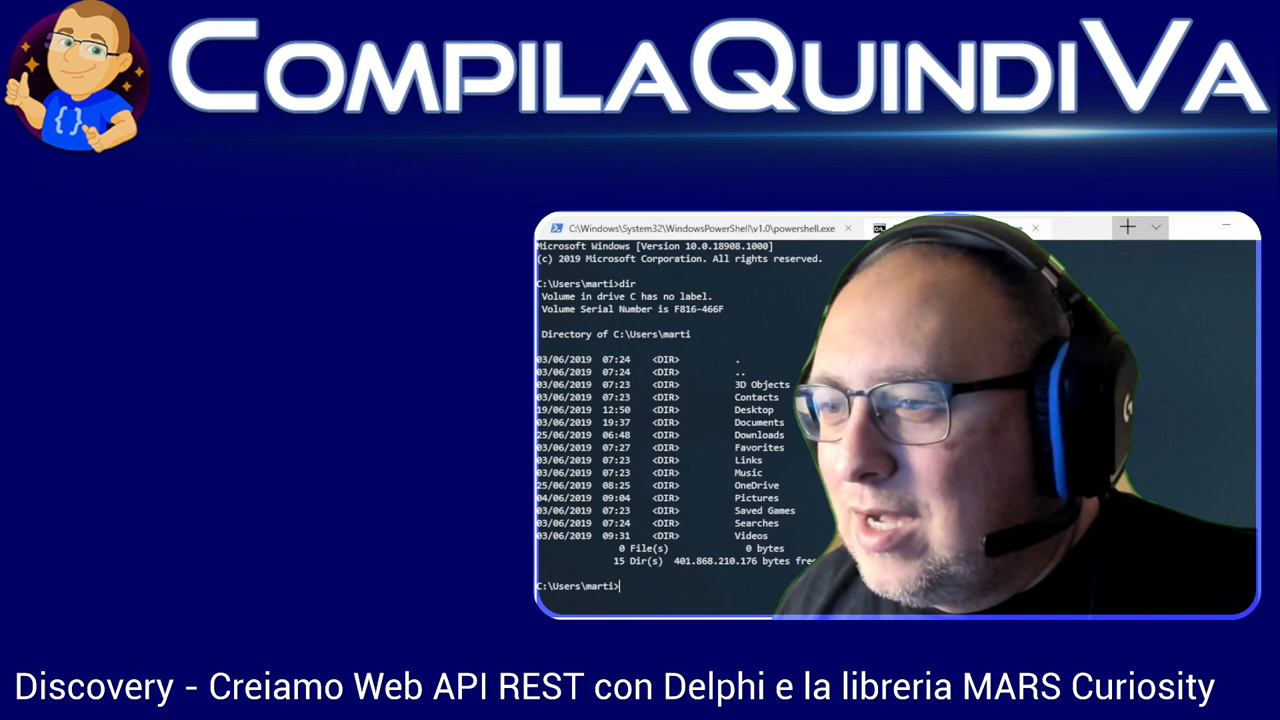 COMPILAQUINDIVA
{ }
C:\Windows\System32\WindowsPowerShell\v1.0\powershell.exe
Microsoft Windows [Version 10.0.18908.1000]
(c) 2019 Microsoft Corporation. All rights reserved.
C:\Users\marti>dir
Volume in drive C has no label.
Volume Serial Number is F816-466F
Directory of C:\Users\marti
03/06/2019 07:24 <DIR> .
03/06/2019 07:24 <DIR> ..
03/06/2019 07:23 <DIR> 3D Objects
03/06/2019 07:23 <DIR> Contacts
19/06/2019 12:50 <DIR> Desktop
03/06/2019 19:37 <DIR> Documents
25/06/2019 06:48 <DIR> Downloads
03/06/2019 07:27 <DIR> Favorites
03/06/2019 07:23 <DIR> Links
03/06/2019 07:23 <DIR> Music
25/06/2019 08:25 <DIR> OneDrive
04/06/2019 09:04 <DIR> Pictures
03/06/2019 07:23 <DIR> Saved Games
03/06/2019 07:24 <DIR> Searches
03/06/2019 09:31 <DIR> Videos
0 File(s) 0 bytes
15 Dir(s) 401.868.210.176 bytes
C:\Users\marti>
Discovery - Creiamo Web API REST con Delphi e la libreria MARS Curiosity